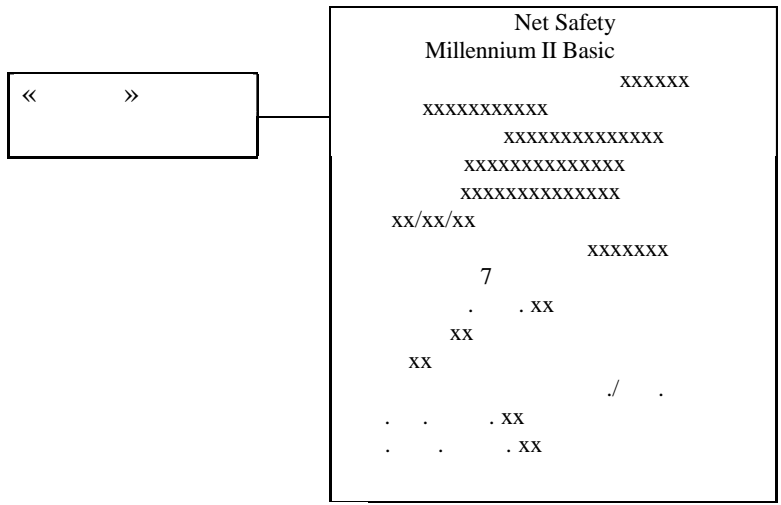 « »
Net Safety
Millennium II Basic
xxxxxx
xxxxxxxxxxx
xxxxxxxxxxxxxx
xxxxxxxxxxxxxx
xxxxxxxxxxxxxx
xx/xx/xx
xxxxxxx
7
. . xx
xx
xx
./ .
. . . xx
. . . xx